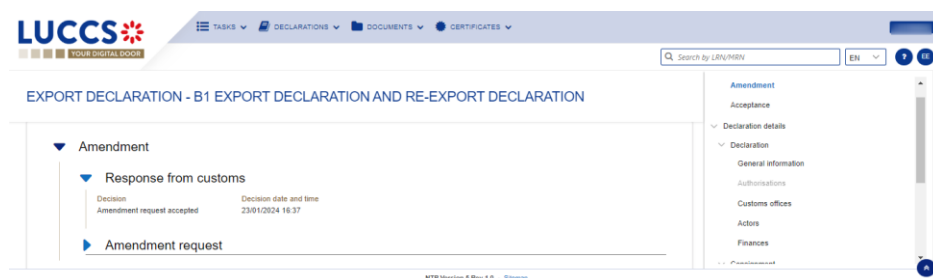 LUCCS
YOUR DIGITAL DOOR
TASKS DECLARATIONS DOCUMENTS CERTIFICATES
Search by LRN/MRN EN ? EE
EXPORT DECLARATION - B1 EXPORT DECLARATION AND RE-EXPORT DECLARATION
Amendment
Response from customs
Decision Decision date and time
Amendment request accepted 23/01/2024 16:37
Amendment request
Amendment
Acceptance
Declaration details
Declaration
General information
Authorisations
Customs offices
Actors
Finances
Consignment